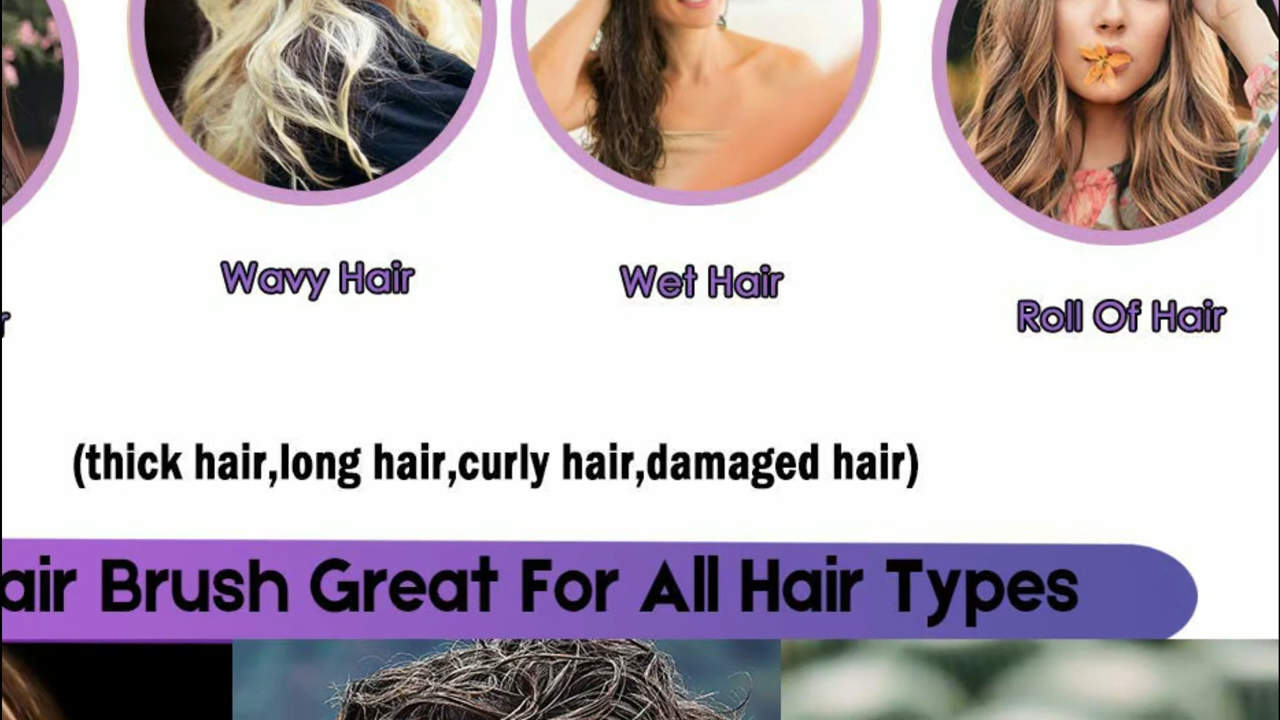 Wavy Hair
Wet Hair
Roll Of Hair
(thick hair,long hair,curly hair,damaged hair)
air Brush Great For All Hair Types